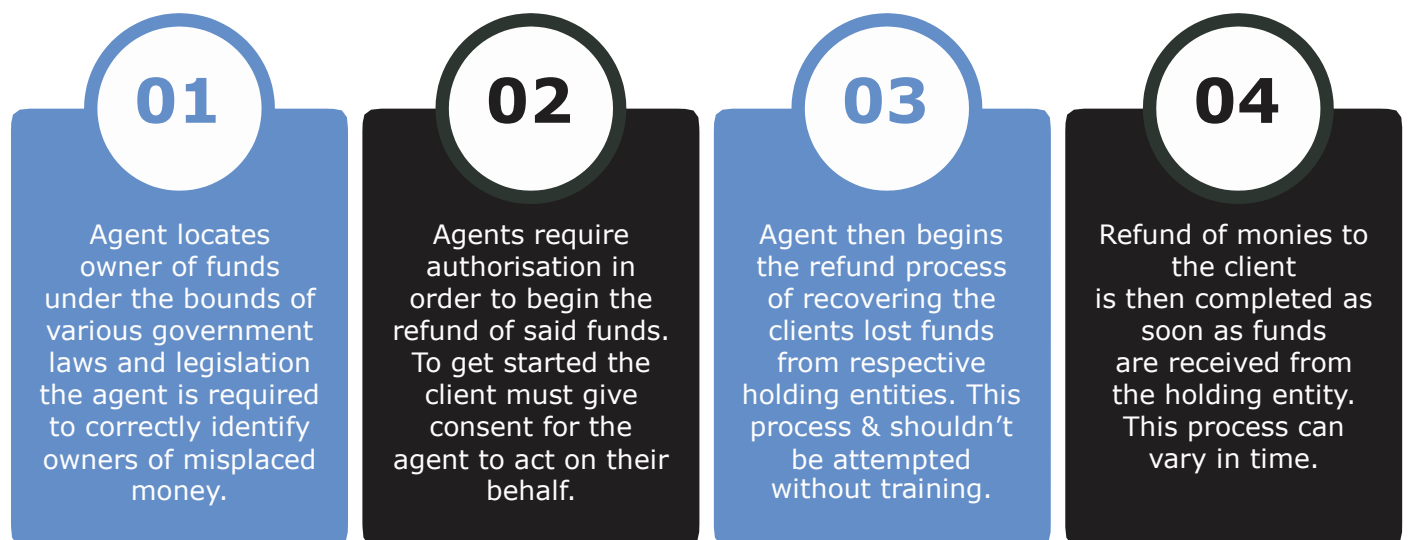 01
Agent locates
owner of funds
under the bounds of
various government
laws and legislation
the agent is required
to correctly identify
owners of misplaced
money.
02
Agents require
authorisation in
order to begin the
refund of said funds.
To get started the
client must give
consent for the
agent to act on their
behalf.
03
Agent then begins
the refund process
of recovering the
clients lost funds
from respective
holding entities. This
process & shouldn’t
be attempted
without training.
04
Refund of monies to
the client
is then completed as
soon as funds
are received from
the holding entity.
This process can
vary in time.